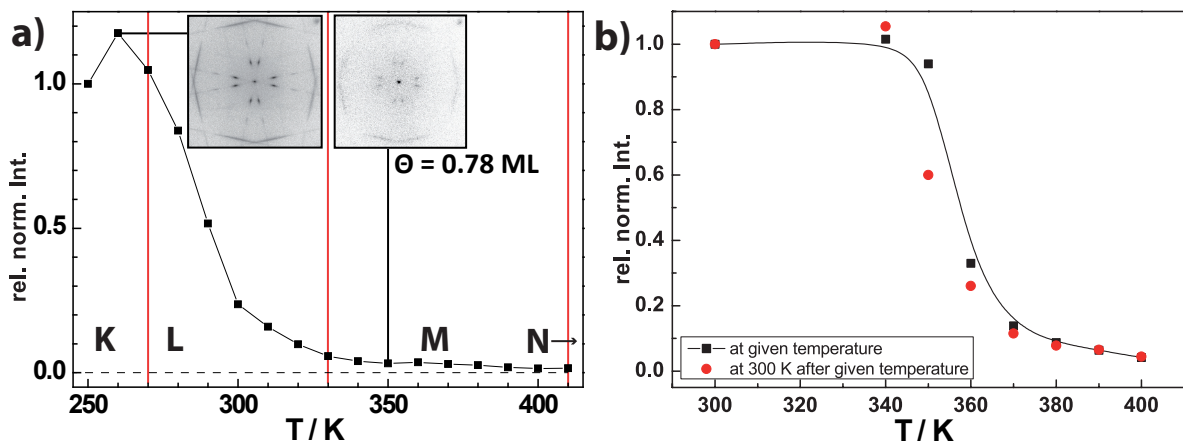 a)
rel. norm. Int.
1.0
0.5
0.0
K
L
M
N→
Θ = 0.78 ML
250
300
350
400
T / K
b)
rel. norm. Int.
1.0
0.8
0.6
0.4
0.2
0.0
at given temperature
at 300 K after given temperature
300
320
340
360
380
400
T / K